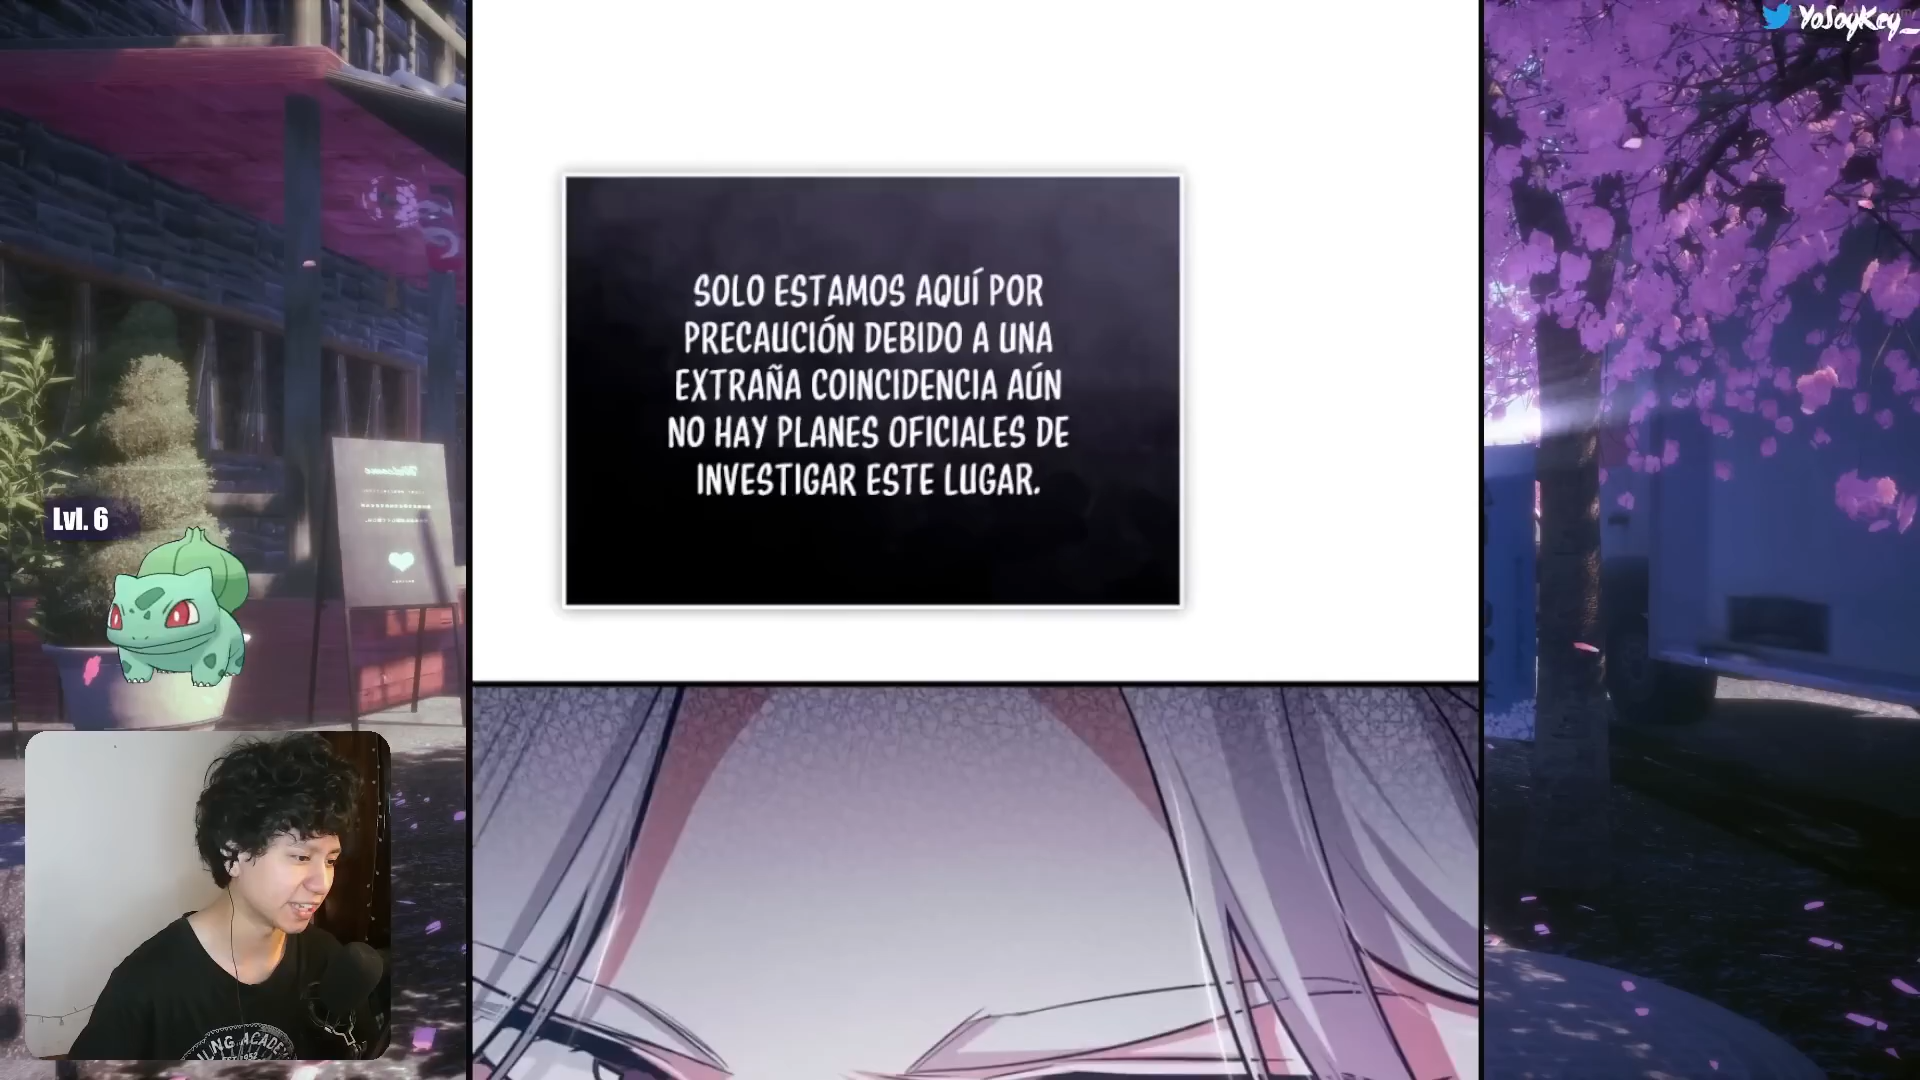 YoSoyKey_
SOLO ESTAMOS AQUÍ POR
PRECAUCIÓN DEBIDO A UNA
EXTRAÑA COINCIDENCIA AÚN
NO HAY PLANES OFICIALES DE
INVESTIGAR ESTE LUGAR.
Lvl. 6
Welcome